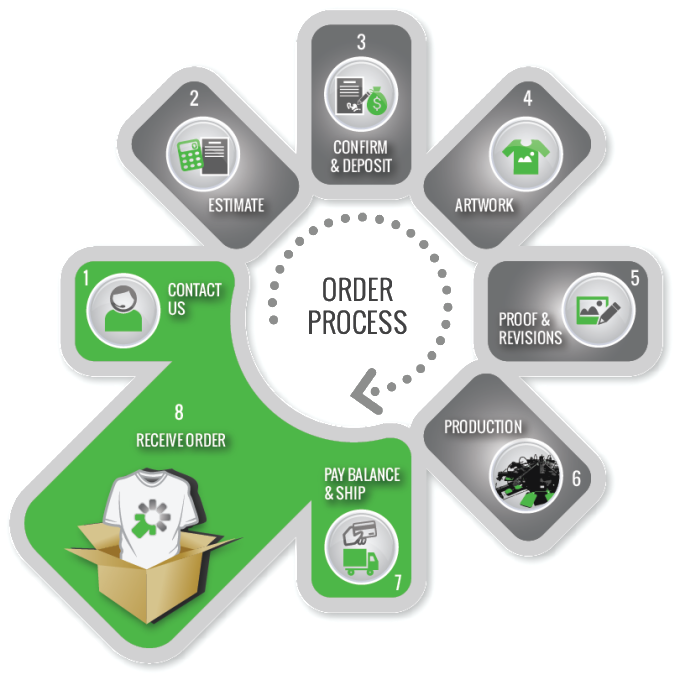 ORDER
PROCESS
1
CONTACT
US
2
ESTIMATE
3
$
CONFIRM
& DEPOSIT
4
ARTWORK
5
PROOF &
REVISIONS
PRODUCTION
6
PAY BALANCE
& SHIP
7
8
RECEIVE ORDER